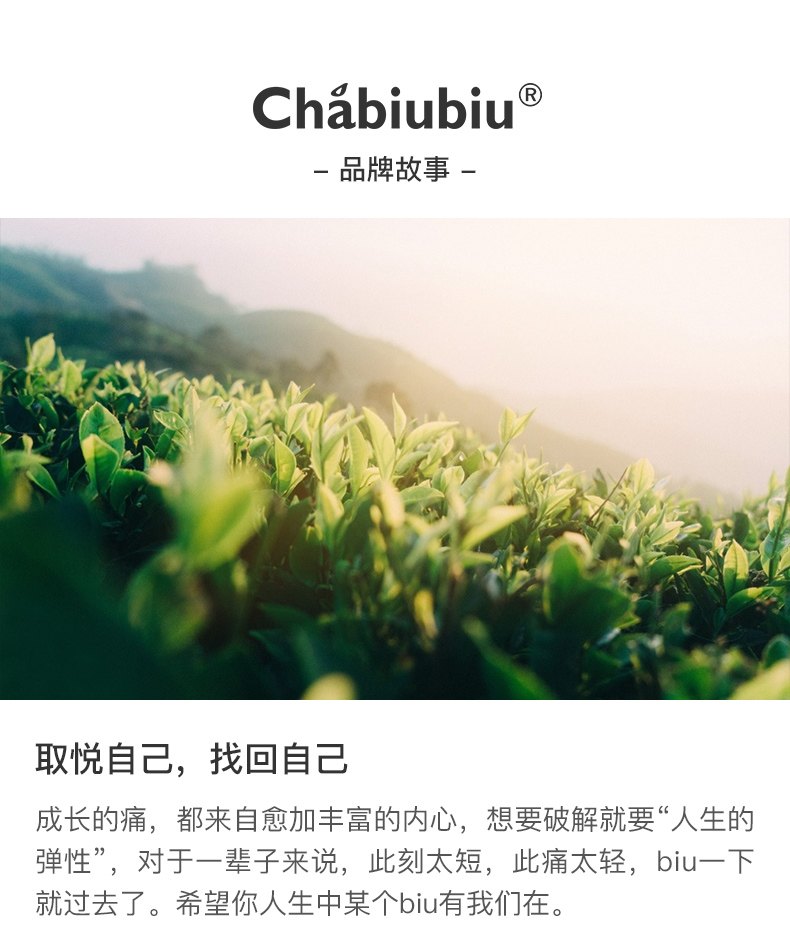 Chabiubiu®
– 品牌故事 –
取悦自己，找回自己
成长的痛，都来自愈加丰富的内心，想要破解就要“人生的
弹性”，对于一辈子来说，此刻太短，此痛太轻，biu一下
就过去了。希望你人生中某个biu有我们在。